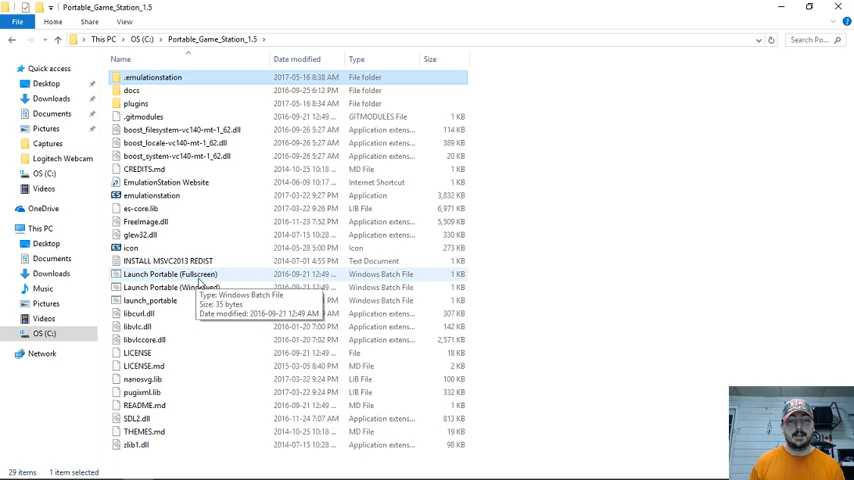 Portable_Game_Station_1.5
File Home Share View
This PC > OS (C:) > Portable_Game_Station_1.5 >
Search Po...
Name Date modified Type Size
Quick access
Desktop
Downloads
Documents
Pictures
Captures
Logitech Webcam
OS (C:)
Videos
OneDrive
This PC
Desktop
Documents
Downloads
Music
Pictures
Videos
OS (C:)
Network
.emulationstation 2017-05-16 8:38 AM File folder
docs 2016-09-25 6:12 PM File folder
plugins 2017-05-16 8:34 AM File folder
.gitmodules 2016-09-21 12:49 ... GITMODULES File 1 KB
boost_filesystem-vc140-mt-1_62.dll 2016-09-26 5:27 AM Application extens... 114 KB
boost_locale-vc140-mt-1_62.dll 2016-09-26 5:27 AM Application extens... 389 KB
boost_system-vc140-mt-1_62.dll 2016-09-26 5:27 AM Application extens... 20 KB
CREDITS.md 2014-10-25 10:18 ... MD File 1 KB
EmulationStation Website 2014-06-09 10:17 ... Internet Shortcut 1 KB
emulationstation 2017-03-22 9:27 PM Application 3,832 KB
es-core.lib 2017-03-22 9:26 PM LIB File 6,971 KB
FreeImage.dll 2016-11-23 7:52 PM Application extens... 5,509 KB
glew32.dll 2014-07-15 10:28 ... Application extens... 330 KB
icon 2014-05-28 5:00 PM Icon 273 KB
INSTALL MSVC2013 REDIST 2014-07-01 4:55 PM Text Document 1 KB
Launch Portable (Fullscreen) 2016-09-21 12:49 ... Windows Batch File 1 KB
Launch Portable (Windowed) 2016-09-21 12:49 ... Windows Batch File 1 KB
launch_portable PM Windows Batch File 1 KB
Type: Windows Batch File
Size: 35 bytes
Date modified: 2016-09-21 12:49 AM
libcurl.dll Application extens... 307 KB
libvlc.dll 2016-01-20 7:00 PM Application extens... 142 KB
libvlccore.dll 2016-01-20 7:02 PM Application extens... 2,571 KB
LICENSE 2016-09-21 12:49 ... File 18 KB
LICENSE.md 2015-03-05 8:40 PM MD File 2 KB
nanosvg.lib 2017-03-22 9:24 PM LIB File 100 KB
pugixml.lib 2017-03-22 9:24 PM LIB File 332 KB
README.md 2016-09-21 12:49 ... MD File 1 KB
SDL2.dll 2016-11-24 7:07 AM Application extens... 813 KB
THEMES.md 2014-10-25 10:18 ... MD File 19 KB
zlib1.dll 2014-07-15 10:28 ... Application extens... 98 KB
29 items 1 item selected